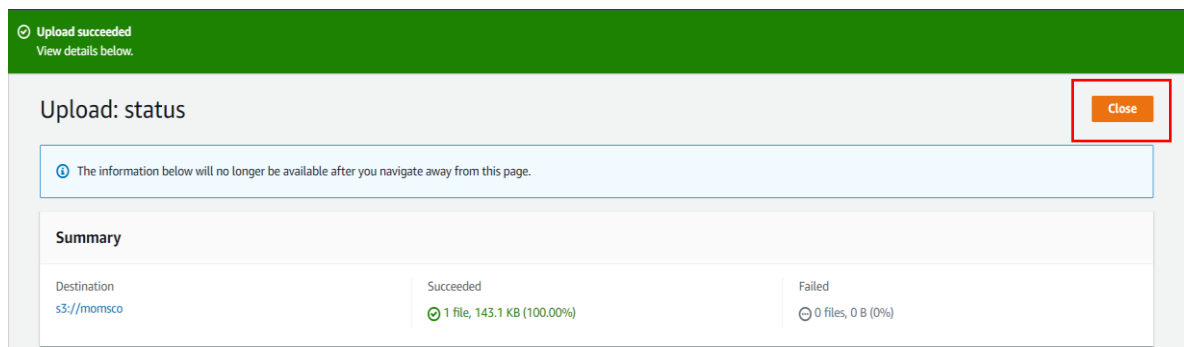 Upload succeeded
View details below.
Upload: status
Close
The information below will no longer be available after you navigate away from this page.
Summary
Destination
s3://momsco
Succeeded
1 file, 143.1 KB (100.00%)
Failed
0 files, 0 B (0%)